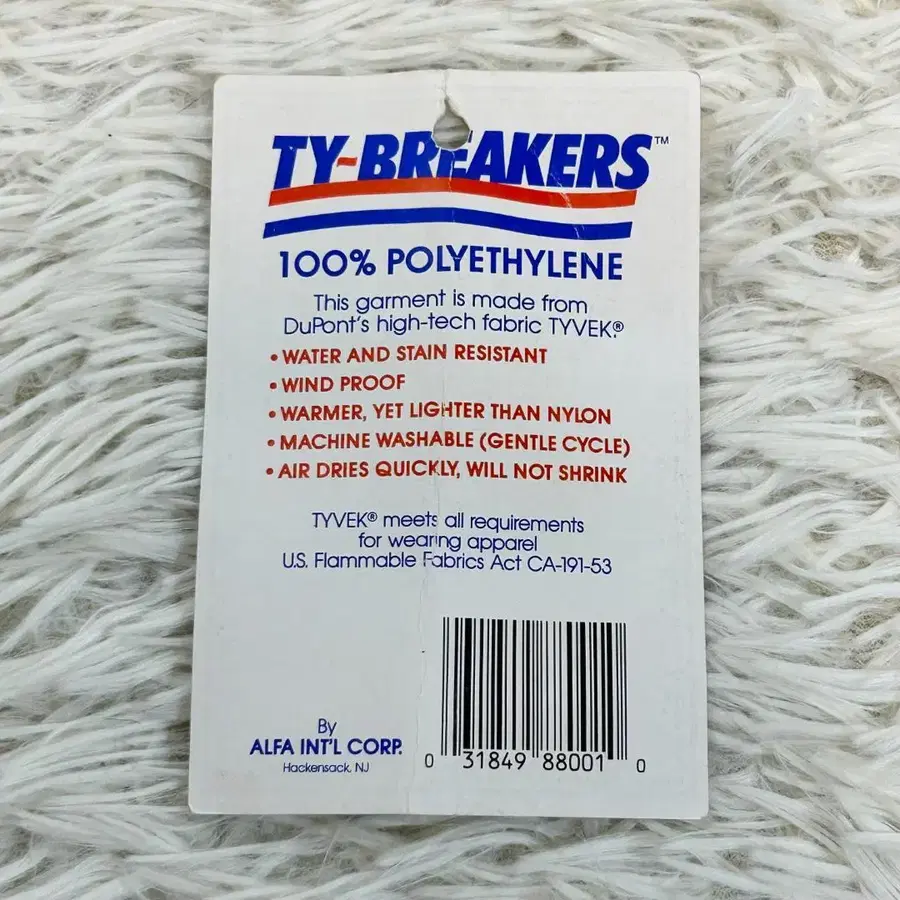 TY-BREAKERS™
100% POLYETHYLENE
This garment is made from
DuPont's high-tech fabric TYVEK®.
• WATER AND STAIN RESISTANT
• WIND PROOF
• WARMER, YET LIGHTER THAN NYLON
• MACHINE WASHABLE (GENTLE CYCLE)
• AIR DRIES QUICKLY, WILL NOT SHRINK
TYVEK® meets all requirements
for wearing apparel
U.S. Flammable Fabrics Act CA-191-53
By
ALFA INT'L CORP.
Hackensack, NJ
0 31849 88001 0